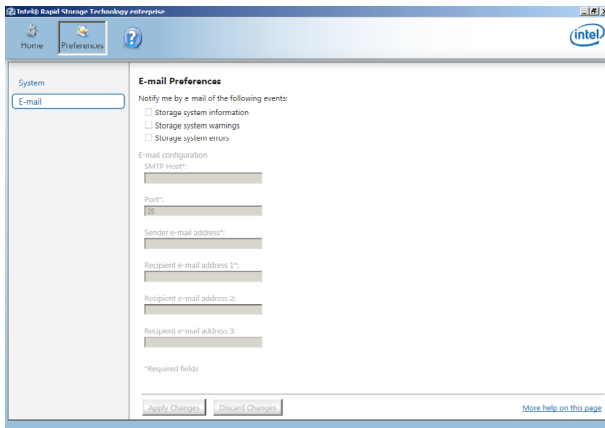 Intel® Rapid Storage Technology enterprise
Home
Preferences
?
intel
System
E-mail
E-mail Preferences
Notify me by e mail of the following events:
Storage system information
Storage system warnings
Storage system errors
E-mail configuration
SMTP Host*:
Port*:
25
Sender e-mail address*:
Recipient e-mail address 1*:
Recipient e-mail address 2:
Recipient e-mail address 3:
*Required fields
Apply Changes
Discard Changes
More help on this page